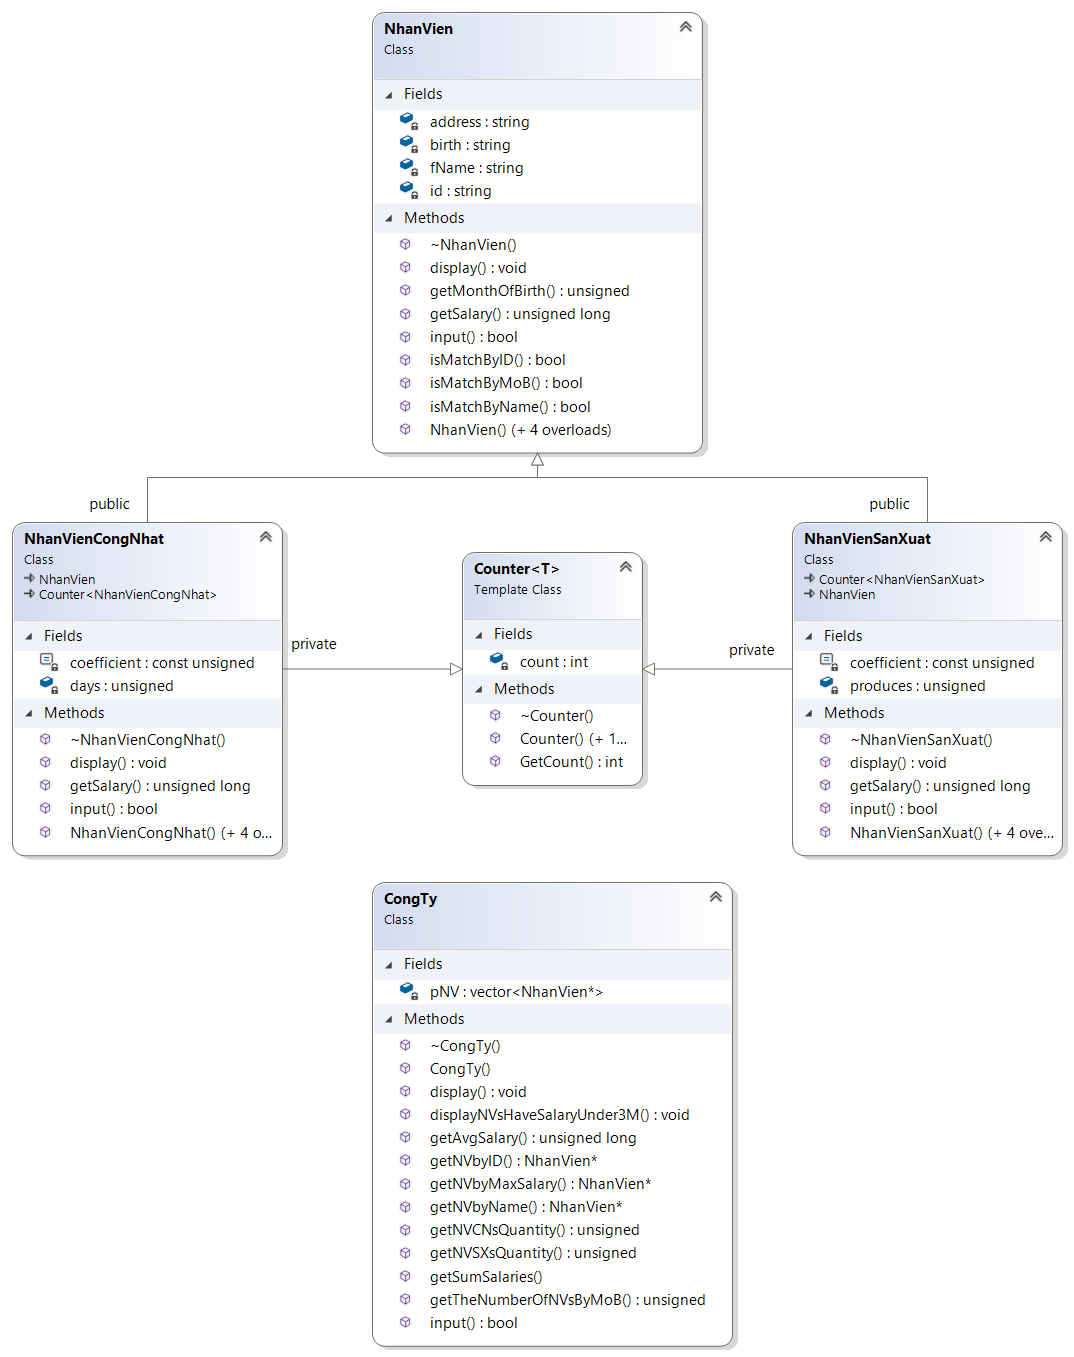 NhanVien
Class
Fields
address : string
birth : string
fName : string
id : string
Methods
~NhanVien()
display() : void
getMonthOfBirth() : unsigned
getSalary() : unsigned long
input() : bool
isMatchByID() : bool
isMatchByMoB() : bool
isMatchByName() : bool
NhanVien() (+ 4 overloads)
public
public
NhanVienCongNhat
Class
NhanVien
Counter<NhanVienCongNhat>
Fields
coefficient : const unsigned
days : unsigned
Methods
~NhanVienCongNhat()
display() : void
getSalary() : unsigned long
input() : bool
NhanVienCongNhat() (+ 4 o...
private
Counter<T>
Template Class
Fields
count : int
Methods
~Counter()
Counter() (+ 1...
GetCount() : int
private
NhanVienSanXuat
Class
Counter<NhanVienSanXuat>
NhanVien
Fields
coefficient : const unsigned
produces : unsigned
Methods
~NhanVienSanXuat()
display() : void
getSalary() : unsigned long
input() : bool
NhanVienSanXuat() (+ 4 ove...
CongTy
Class
Fields
pNV : vector<NhanVien*>
Methods
~CongTy()
CongTy()
display() : void
displayNVsHaveSalaryUnder3M() : void
getAvgSalary() : unsigned long
getNVbyID() : NhanVien*
getNVbyMaxSalary() : NhanVien*
getNVbyName() : NhanVien*
getNVCNsQuantity() : unsigned
getNVSXsQuantity() : unsigned
getSumSalaries()
getTheNumberOfNVsByMoB() : unsigned
input() : bool